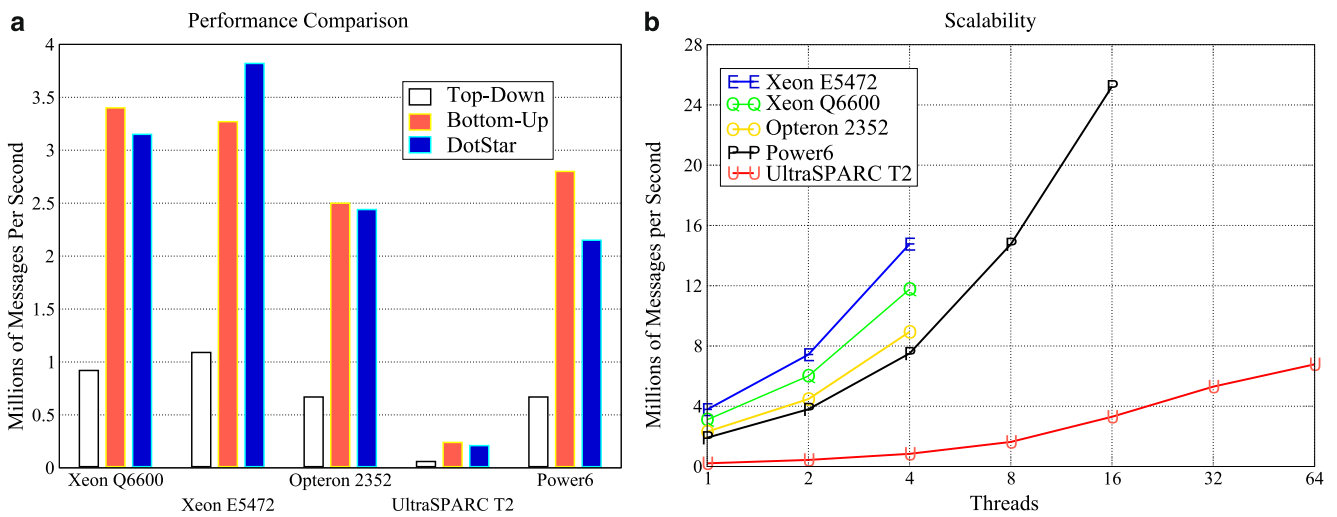 a
Performance Comparison
Millions of Messages Per Second
4
3.5
3
2.5
2
1.5
1
0.5
0
Top-Down
Bottom-Up
DotStar
Xeon Q6600
Xeon E5472
Opteron 2352
UltraSPARC T2
Power6
b
Scalability
Millions of Messages per Second
28
24
20
16
12
8
4
0
E Xeon E5472
Q Xeon Q6600
O Opteron 2352
P Power6
U UltraSPARC T2
1 2 4 8 16 32 64
Threads